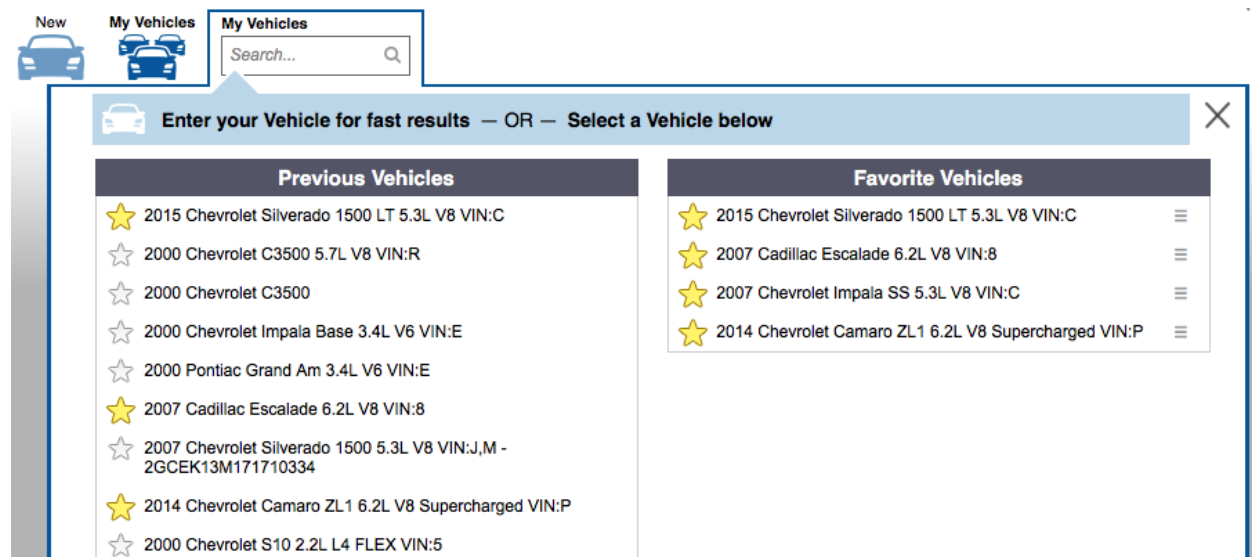 New
My Vehicles
My Vehicles
Search...
Enter your Vehicle for fast results — OR — Select a Vehicle below
Previous Vehicles
2015 Chevrolet Silverado 1500 LT 5.3L V8 VIN:C
2000 Chevrolet C3500 5.7L V8 VIN:R
2000 Chevrolet C3500
2000 Chevrolet Impala Base 3.4L V6 VIN:E
2000 Pontiac Grand Am 3.4L V6 VIN:E
2007 Cadillac Escalade 6.2L V8 VIN:8
2007 Chevrolet Silverado 1500 5.3L V8 VIN:J,M -
2GCEK13M171710334
2014 Chevrolet Camaro ZL1 6.2L V8 Supercharged VIN:P
2000 Chevrolet S10 2.2L L4 FLEX VIN:5
Favorite Vehicles
2015 Chevrolet Silverado 1500 LT 5.3L V8 VIN:C
2007 Cadillac Escalade 6.2L V8 VIN:8
2007 Chevrolet Impala SS 5.3L V8 VIN:C
2014 Chevrolet Camaro ZL1 6.2L V8 Supercharged VIN:P